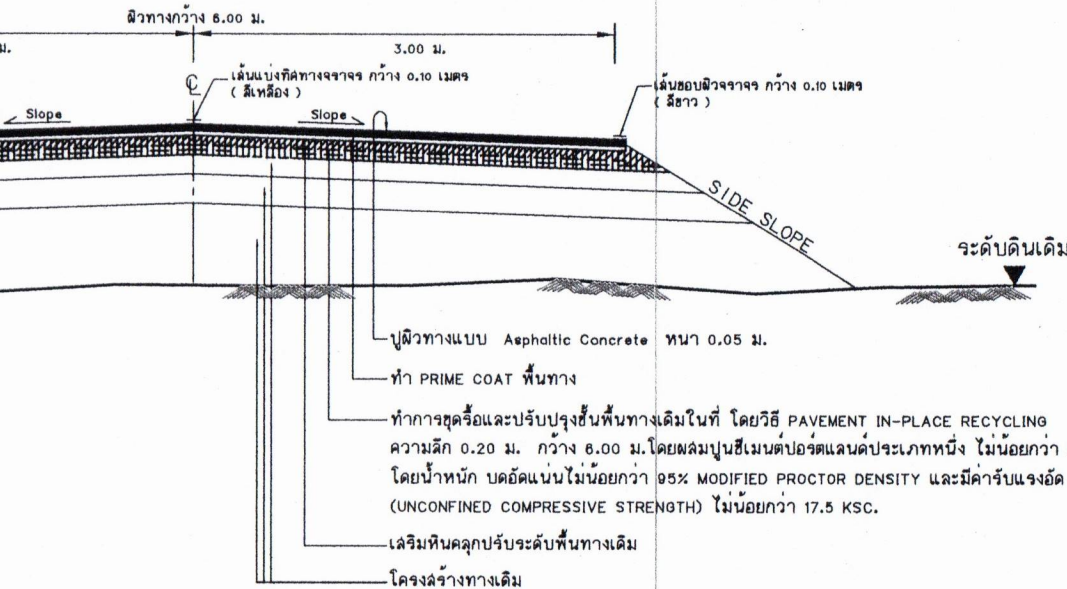 ผิวทางกว้าง 6.00 ม.
ม.
3.00 ม.
เส้นแบ่งทิศทางจราจร กว้าง 0.10 เมตร
( สีเหลือง )
เส้นขอบผิวจราจร กว้าง 0.10 เมตร
( สีขาว )
Slope
Slope
SIDE SLOPE
ระดับดินเดิม
ปูผิวทางแบบ Asphaltic Concrete หนา 0.05 ม.
ทำ PRIME COAT พื้นทาง
ทำการขุดรื้อและปรับปรุงชั้นพื้นทางเดิมในที่ โดยวิธี PAVEMENT IN-PLACE RECYCLING
ความลึก 0.20 ม. กว้าง 6.00 ม.โดยผสมปูนซีเมนต์ปอร์ตแลนด์ประเภทหนึ่ง ไม่น้อยกว่า
โดยน้ำหนัก บดอัดแน่นไม่น้อยกว่า 95% MODIFIED PROCTOR DENSITY และมีค่ารับแรงอัด
(UNCONFINED COMPRESSIVE STRENGTH) ไม่น้อยกว่า 17.5 KSC.
เสริมหินคลุกปรับระดับพื้นทางเดิม
โครงสร้างทางเดิม